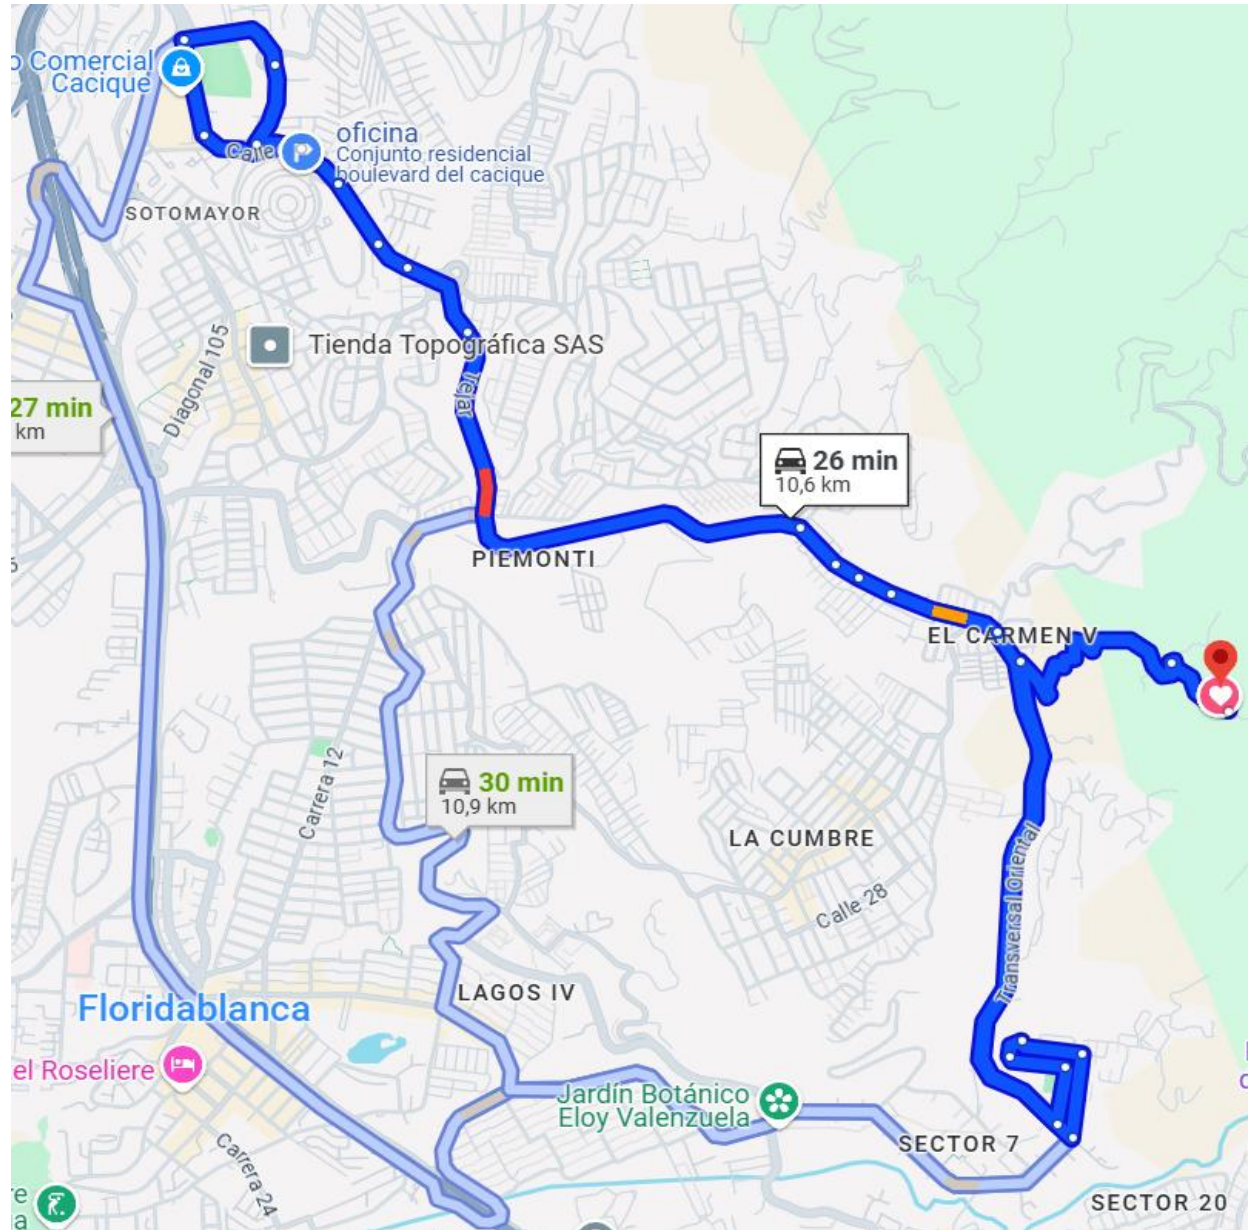 o Comercial
Cacique
oficina
Conjunto residencial
boulevard del cacique
Calle
SOTOMAYOR
Tienda Topográfica SAS
Diagonal 105
Tejar
27 min
km
26 min
10,6 km
PIEMONTI
EL CARMEN V
Carrera 12
30 min
10,9 km
LA CUMBRE
Calle 28
Transversal Oriental
LAGOS IV
Floridablanca
el Roseliere
Jardín Botánico
Eloy Valenzuela
SECTOR 7
Carrera 24
SECTOR 20